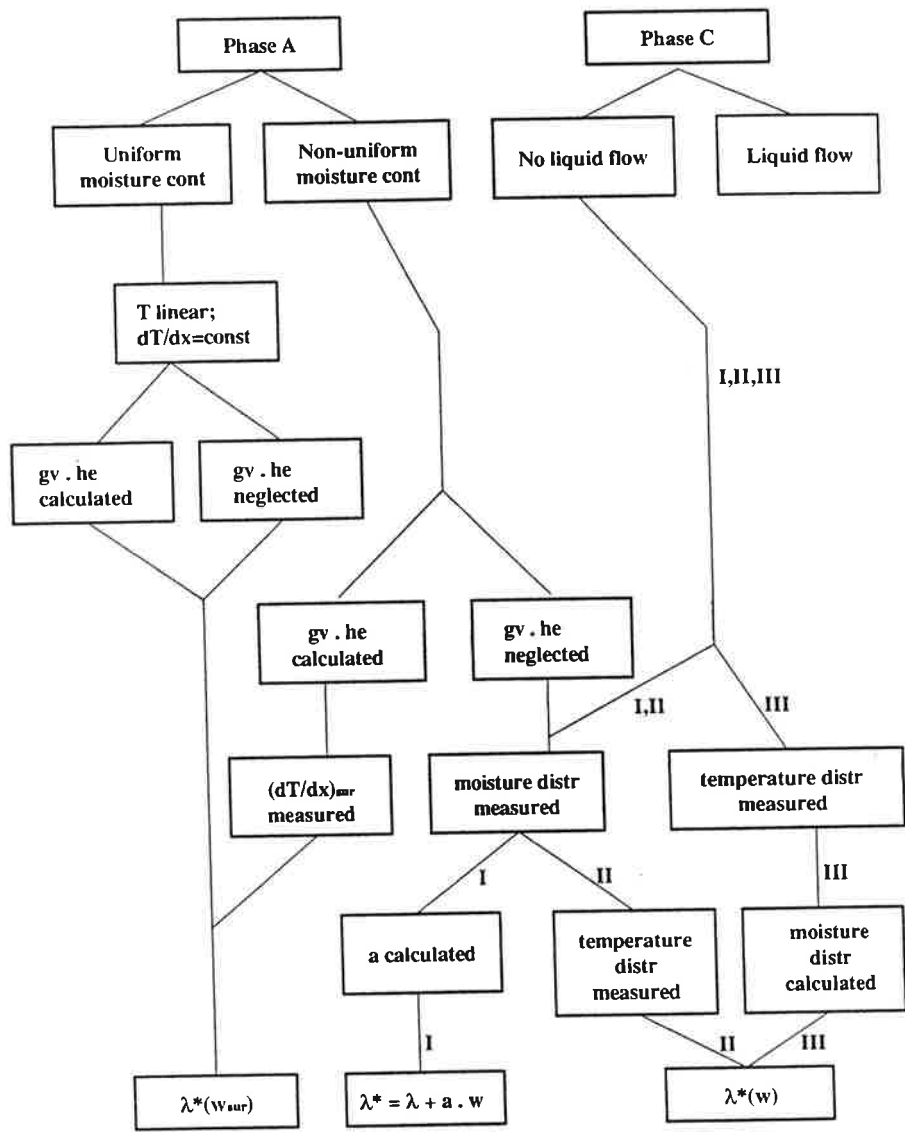 Phase A
Phase C
Uniform
moisture cont
Non-uniform
moisture cont
No liquid flow
Liquid flow
T linear;
dT/dx=const
I,II,III
gv . he
calculated
gv . he
neglected
gv . he
calculated
gv . he
neglected
I,II
III
(dT/dx)sur
measured
moisture distr
measured
temperature distr
measured
I
II
III
a calculated
temperature
distr
measured
moisture
distr
calculated
I
II
III
λ*(wsur)
λ* = λ + a . w
λ*(w)